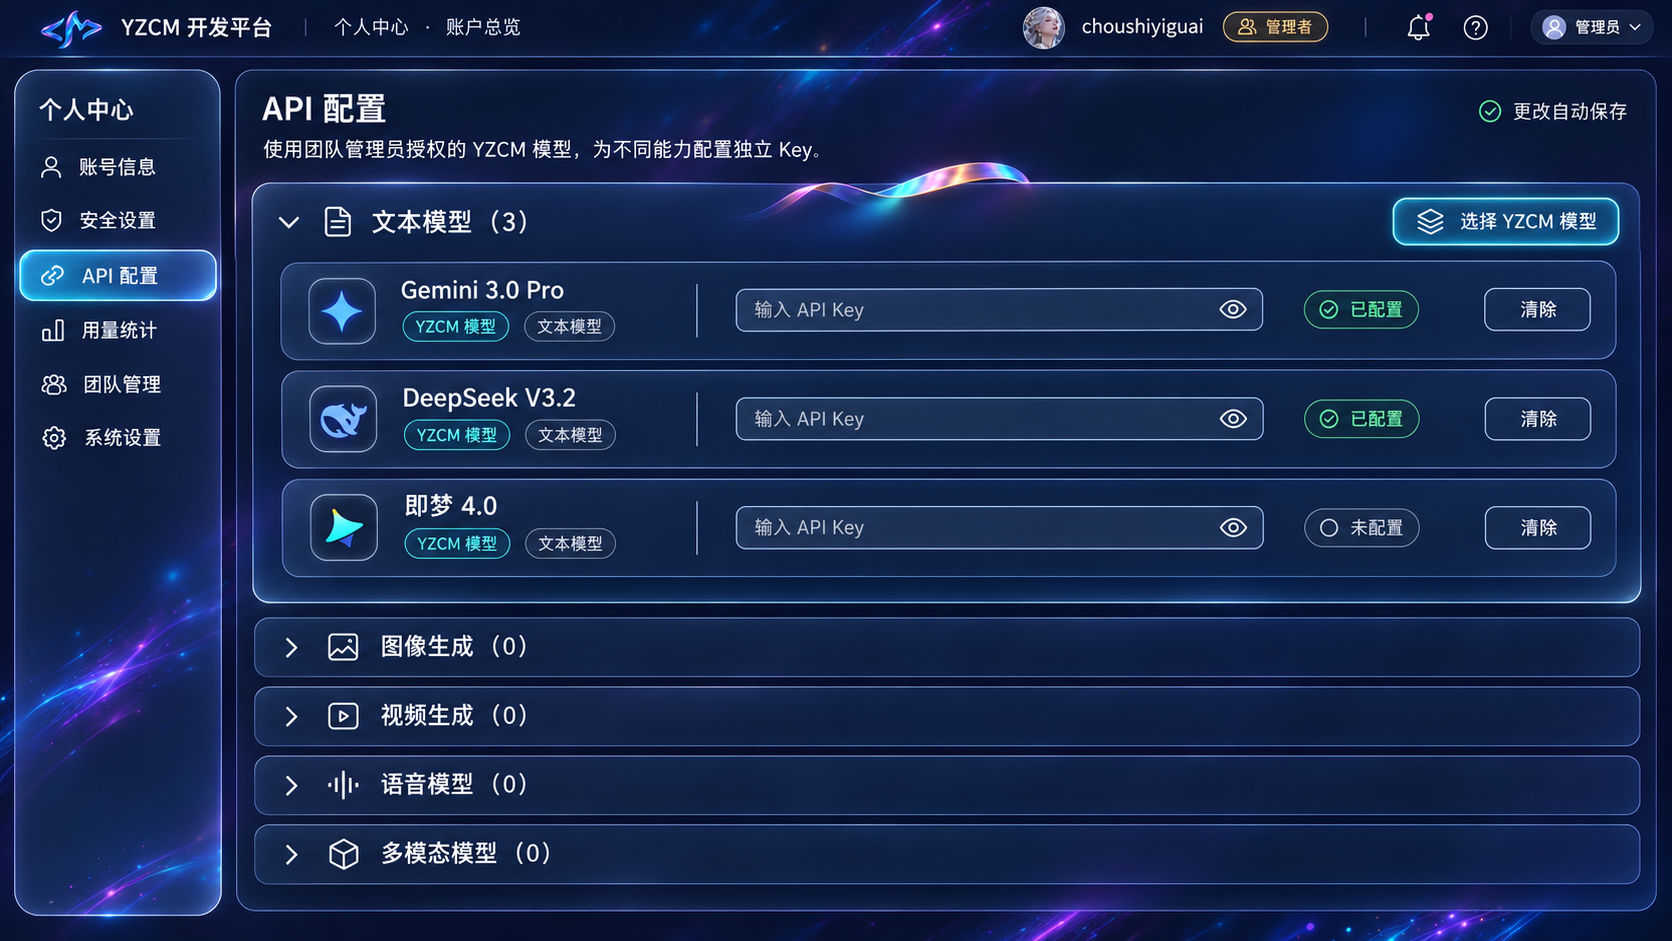 YZCM 开发平台
个人中心 · 账户总览
choushiyiguai
管理者
管理员
个人中心
账号信息
安全设置
API 配置
用量统计
团队管理
系统设置
API 配置
更改自动保存
使用团队管理员授权的 YZCM 模型，为不同能力配置独立 Key。
文本模型（3）
选择 YZCM 模型
Gemini 3.0 Pro
YZCM 模型
文本模型
输入 API Key
已配置
清除
DeepSeek V3.2
YZCM 模型
文本模型
输入 API Key
已配置
清除
即梦 4.0
YZCM 模型
文本模型
输入 API Key
未配置
清除
图像生成（0）
视频生成（0）
语音模型（0）
多模态模型（0）